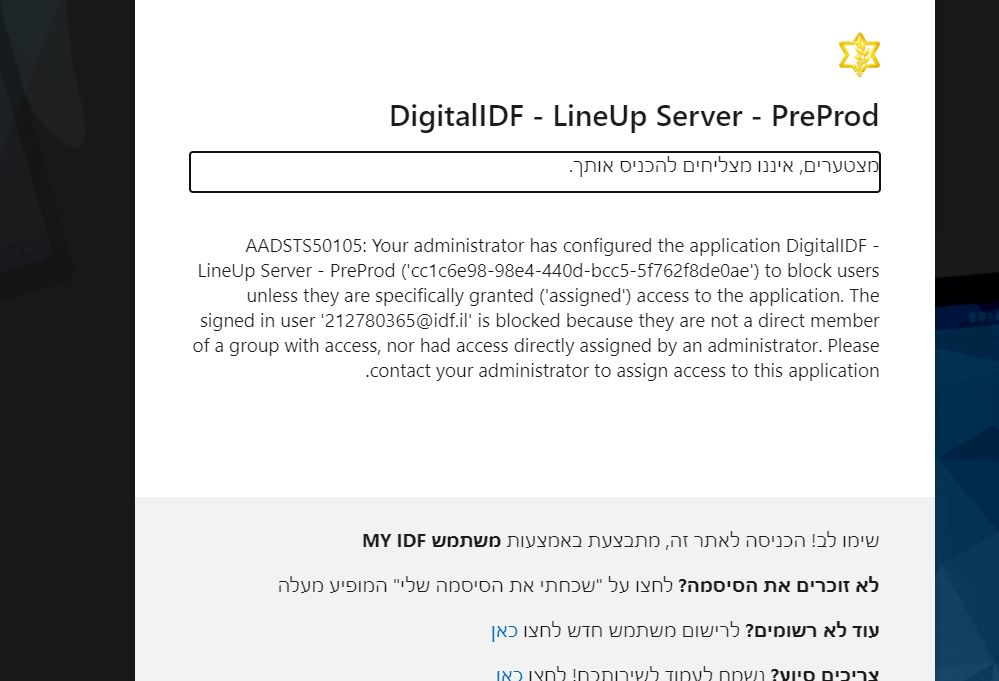 DigitalIDF - LineUp Server - PreProd
מצטערים, איננו מצליחים להכניס אותך.
AADSTS50105: Your administrator has configured the application DigitalIDF -
LineUp Server - PreProd ('cc1c6e98-98e4-440d-bcc5-5f762f8de0ae') to block users
unless they are specifically granted ('assigned') access to the application. The
signed in user '212780365@idf.il' is blocked because they are not a direct member
of a group with access, nor had access directly assigned by an administrator. Please
contact your administrator to assign access to this application.
שימו לב! הכניסה לאתר זה, מתבצעת באמצעות משתמש MY IDF
לא זוכרים את הסיסמה? לחצו על "שכחתי את הסיסמה שלי" המופיע מעלה
עוד לא רשומים? לרישום משתמש חדש לחצו כאן
צריכים סיוע? נשמח לעמוד לשירותכם! לחצו כאן